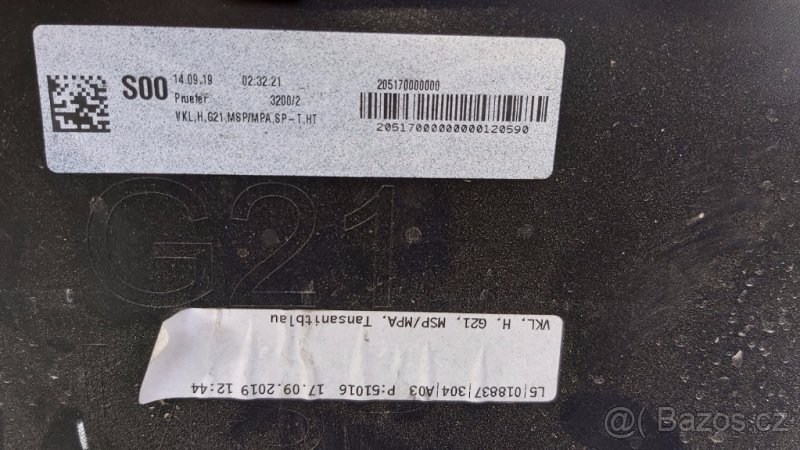 S00 14.09.19 02.32.21 205170000000
Prueter 3200/2
VKL,H,G21,MSP/MPA,SP-T,HT
20517000000000120590
G21
VKL, H, G21, MSP/MPA, Tansanitblau
L5|018837|304|A03 P:51016 17.09.2019 12:44
@ Bazos.cz